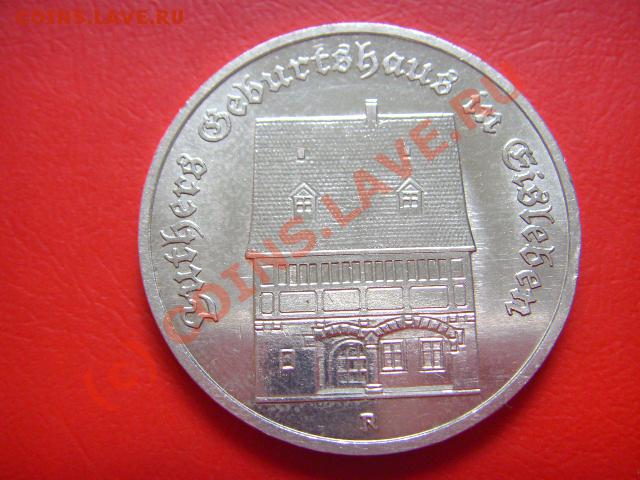 COINS.LAVE.RU
Luthers Geburtshaus in Eisleben
R
(c) COINS.LAVE.RU